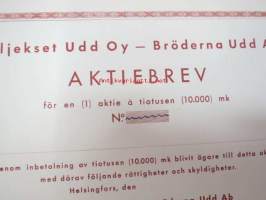 ljekset Udd Oy — Bröderna Udd A
AKTIEBREV
för en (1) aktie à tiotusen (10.000) mk
No
enom inbetalning av tiotusen (10.000) mk blivit ägare till detta
med därav följande rättigheter och skyldigheter.
Helsingfors, den
Udd Ab